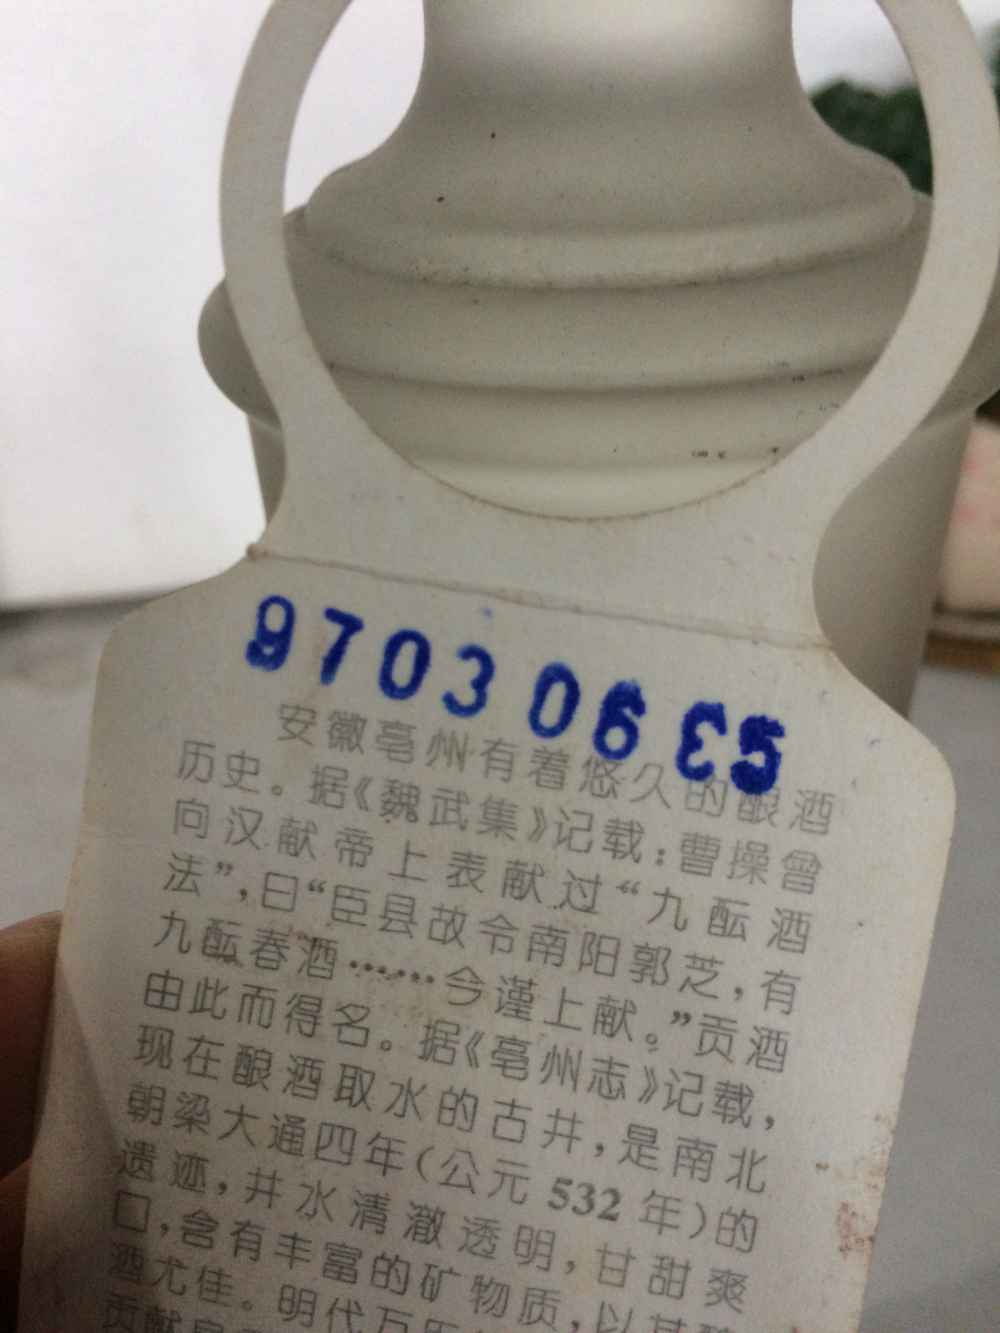 970306 35
安徽亳州有着悠久的酿酒
历史。据《魏武集》记载：曹操曾
向汉献帝上表献过“九酝酒
法”，曰“臣县故令南阳郭芝，有
九酝春酒……今谨上献。”贡酒
由此而得名。据《亳州志》记载，
现在酿酒取水的古井，是南北
朝梁大通四年（公元532年）的
遗迹，井水清澈透明，甘甜爽
口，含有丰富的矿物质，以其
酒尤佳。明代万历
贡献